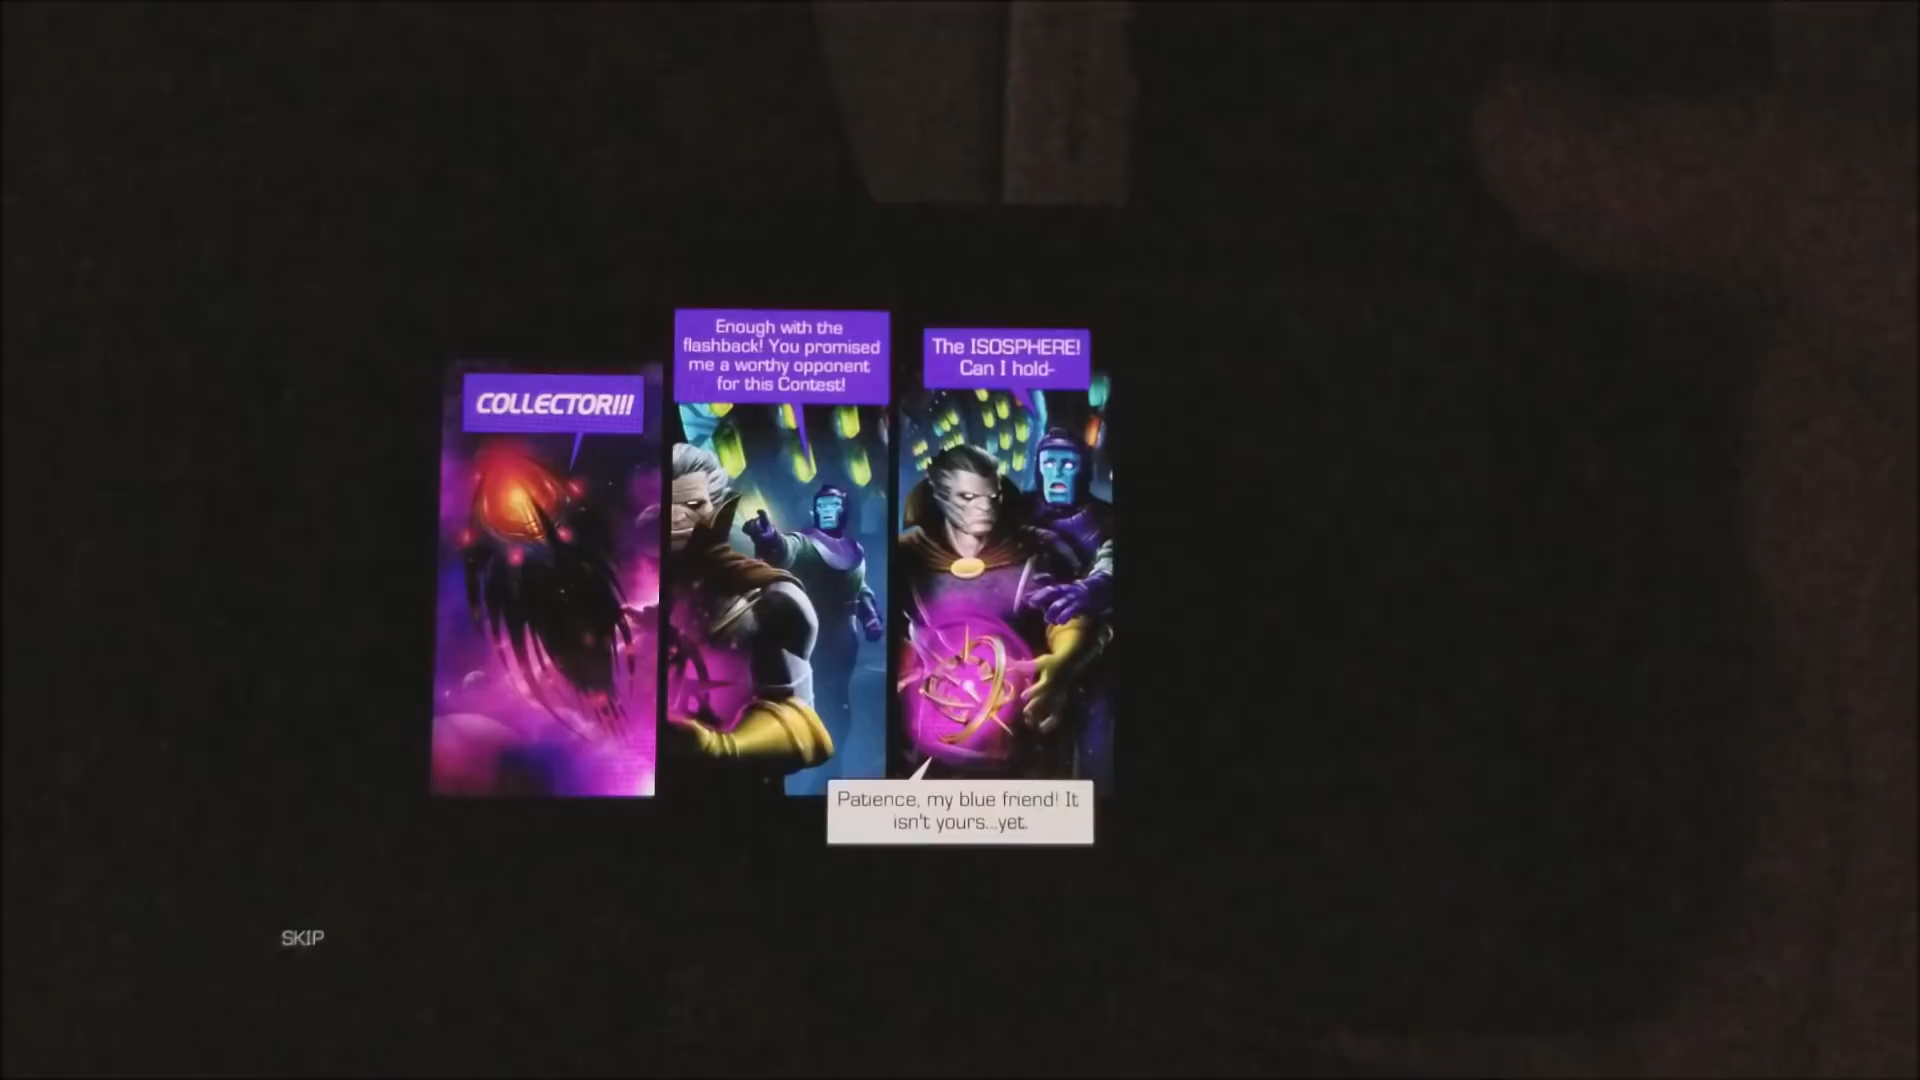 COLLECTOR!!!
Enough with the
flashback! You promised
me a worthy opponent
for this Contest!
The ISOSPHERE!
Can I hold-
Patience, my blue friend! It
isn't yours...yet.
SKIP